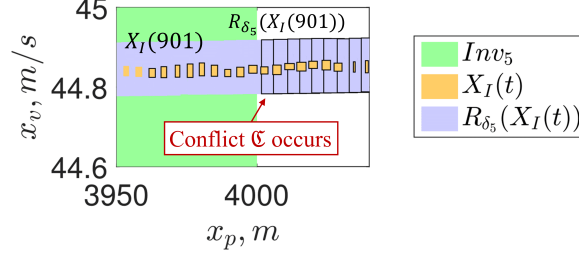 45
R_{δ_5}(X_I(901))
X_I(901)
44.8
44.6
x_v, m/s
Conflict ℭ occurs
3950
4000
x_p, m
Inv_5
X_I(t)
R_{δ_5}(X_I(t))